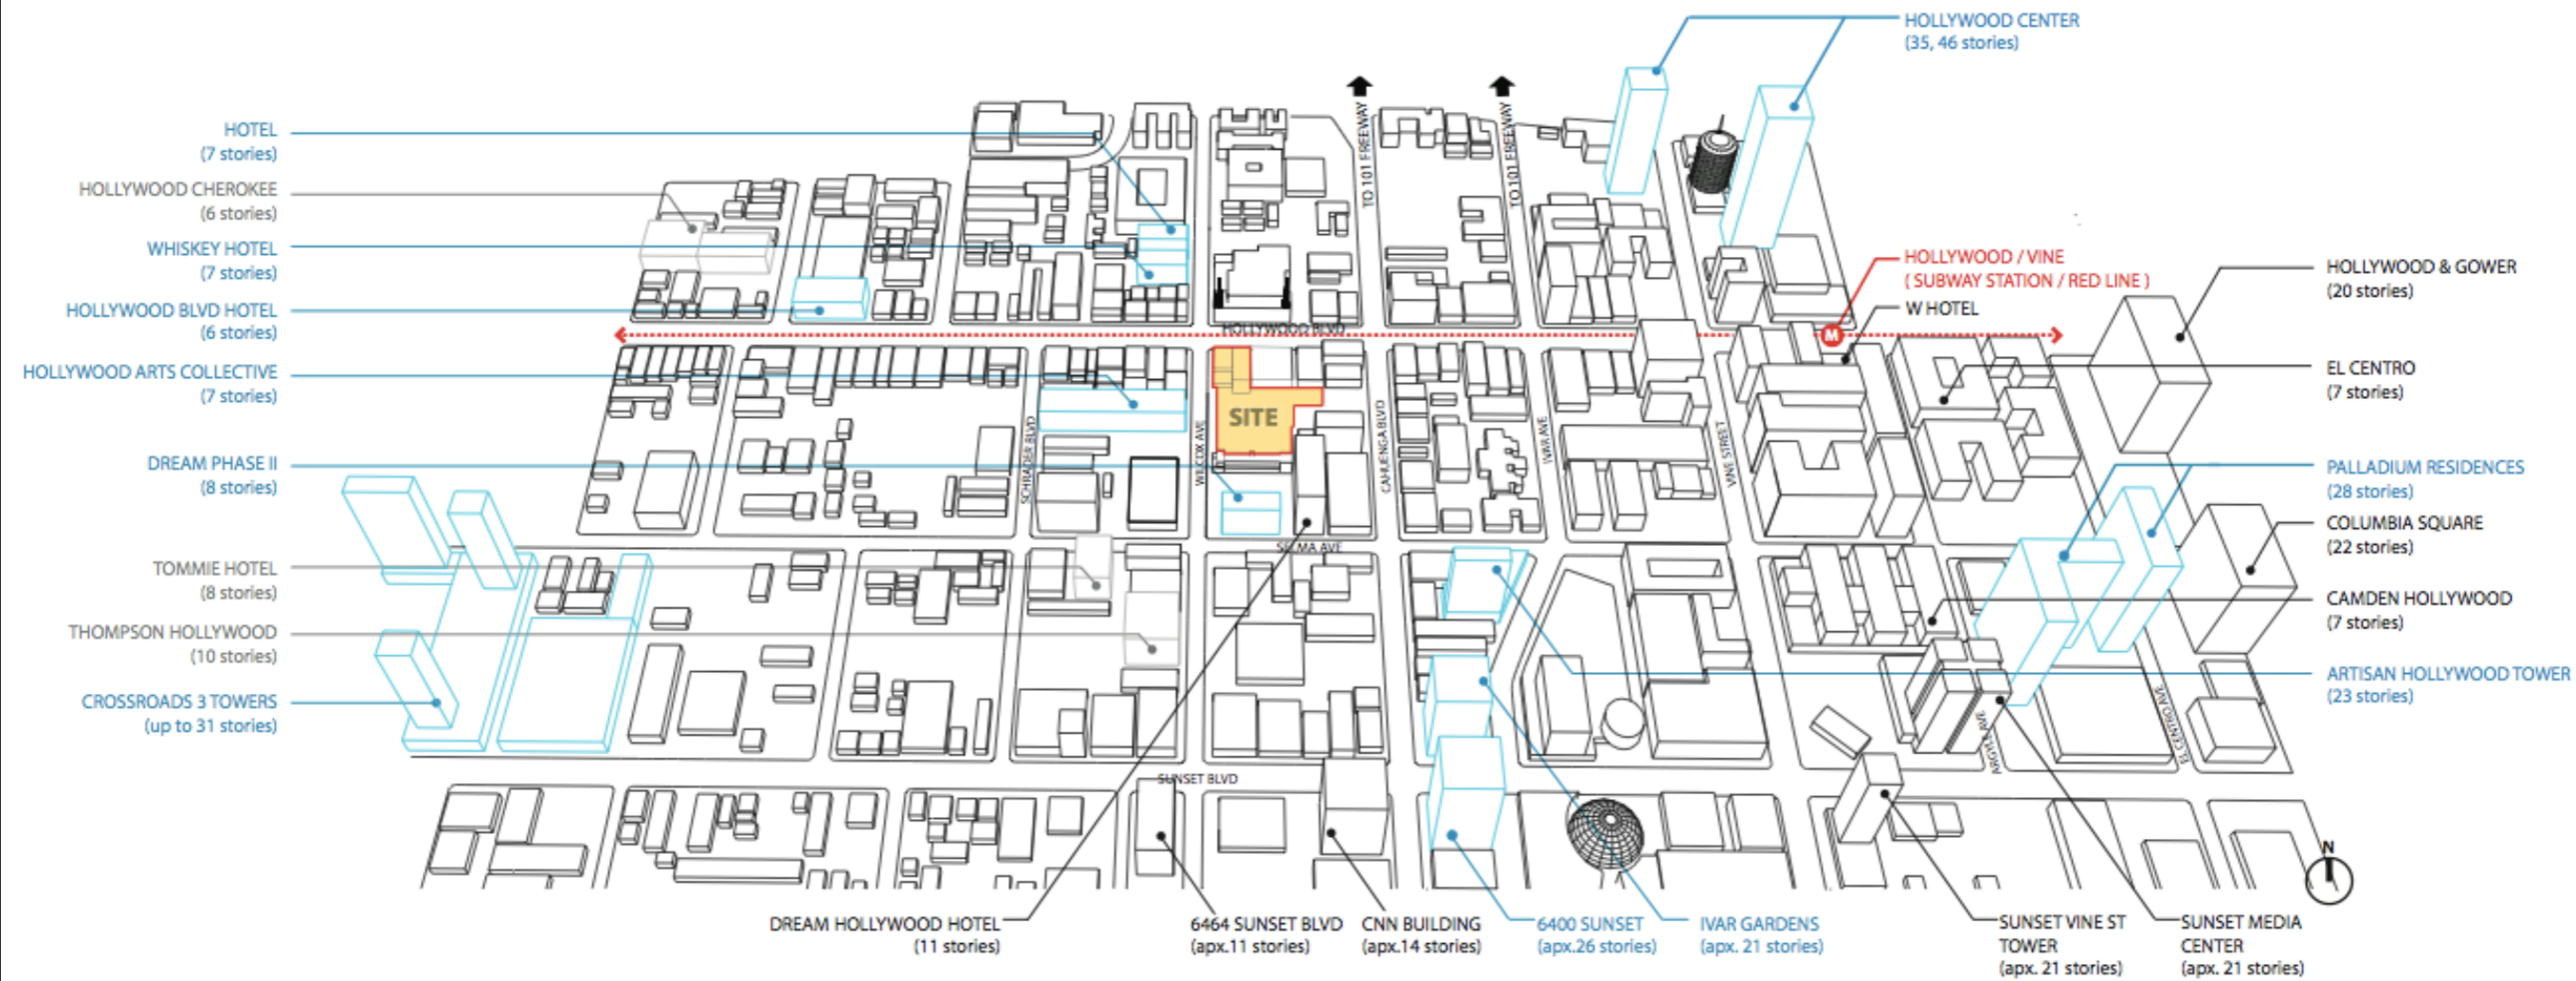 HOLLYWOOD CENTER
(35, 46 stories)
TO 101 FREEWAY
TO 101 FREEWAY
HOTEL
(7 stories)
HOLLYWOOD CHEROKEE
(6 stories)
WHISKEY HOTEL
(7 stories)
HOLLYWOOD BLVD HOTEL
(6 stories)
HOLLYWOOD ARTS COLLECTIVE
(7 stories)
DREAM PHASE II
(8 stories)
TOMMIE HOTEL
(8 stories)
THOMPSON HOLLYWOOD
(10 stories)
CROSSROADS 3 TOWERS
(up to 31 stories)
HOLLYWOOD BLVD
SITE
SCHRADER BLVD
WILCOX AVE
CAHUENGA BLVD
IVAR AVE
VINE STREET
SELMA AVE
SUNSET BLVD
ARGYLE AVE
EL CENTRO AVE
M
HOLLYWOOD / VINE
( SUBWAY STATION / RED LINE )
W HOTEL
HOLLYWOOD & GOWER
(20 stories)
EL CENTRO
(7 stories)
PALLADIUM RESIDENCES
(28 stories)
COLUMBIA SQUARE
(22 stories)
CAMDEN HOLLYWOOD
(7 stories)
ARTISAN HOLLYWOOD TOWER
(23 stories)
N
DREAM HOLLYWOOD HOTEL
(11 stories)
6464 SUNSET BLVD
(apx.11 stories)
CNN BUILDING
(apx.14 stories)
6400 SUNSET
(apx.26 stories)
IVAR GARDENS
(apx. 21 stories)
SUNSET VINE ST
TOWER
(apx. 21 stories)
SUNSET MEDIA
CENTER
(apx. 21 stories)